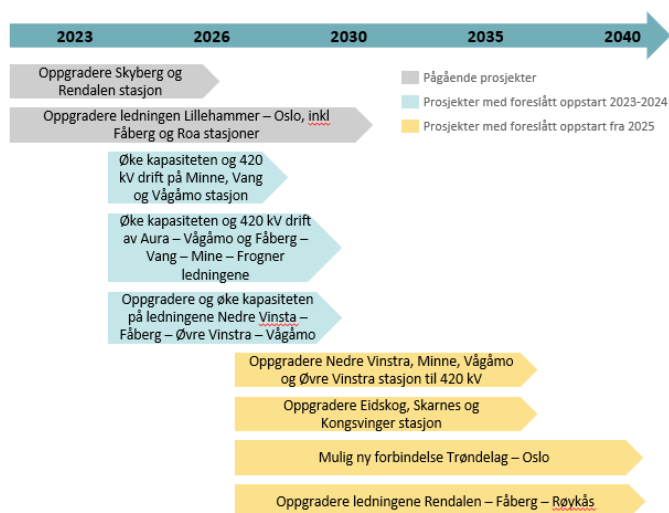 2023 2026 2030 2035 2040
Oppgradere Skyberg og
Rendalen stasjon
Pågående prosjekter
Prosjekter med foreslått oppstart 2023-2024
Prosjekter med foreslått oppstart fra 2025
Oppgradere ledningen Lillehammer – Oslo, inkl
Fåberg og Roa stasjoner
Øke kapasiteten og 420
kV drift på Minne, Vang
og Vågåmo stasjon
Øke kapasiteten og 420 kV drift
av Aura – Vågåmo og Fåberg –
Vang – Mine – Frogner
ledningene
Oppgradere og øke kapasiteten
på ledningene Nedre Vinsta –
Fåberg – Øvre Vinstra – Vågåmo
Oppgradere Nedre Vinstra, Minne, Vågåmo
og Øvre Vinstra stasjon til 420 kV
Oppgradere Eidskog, Skarnes og
Kongsvinger stasjon
Mulig ny forbindelse Trøndelag – Oslo
Oppgradere ledningene Rendalen – Fåberg – Røykås